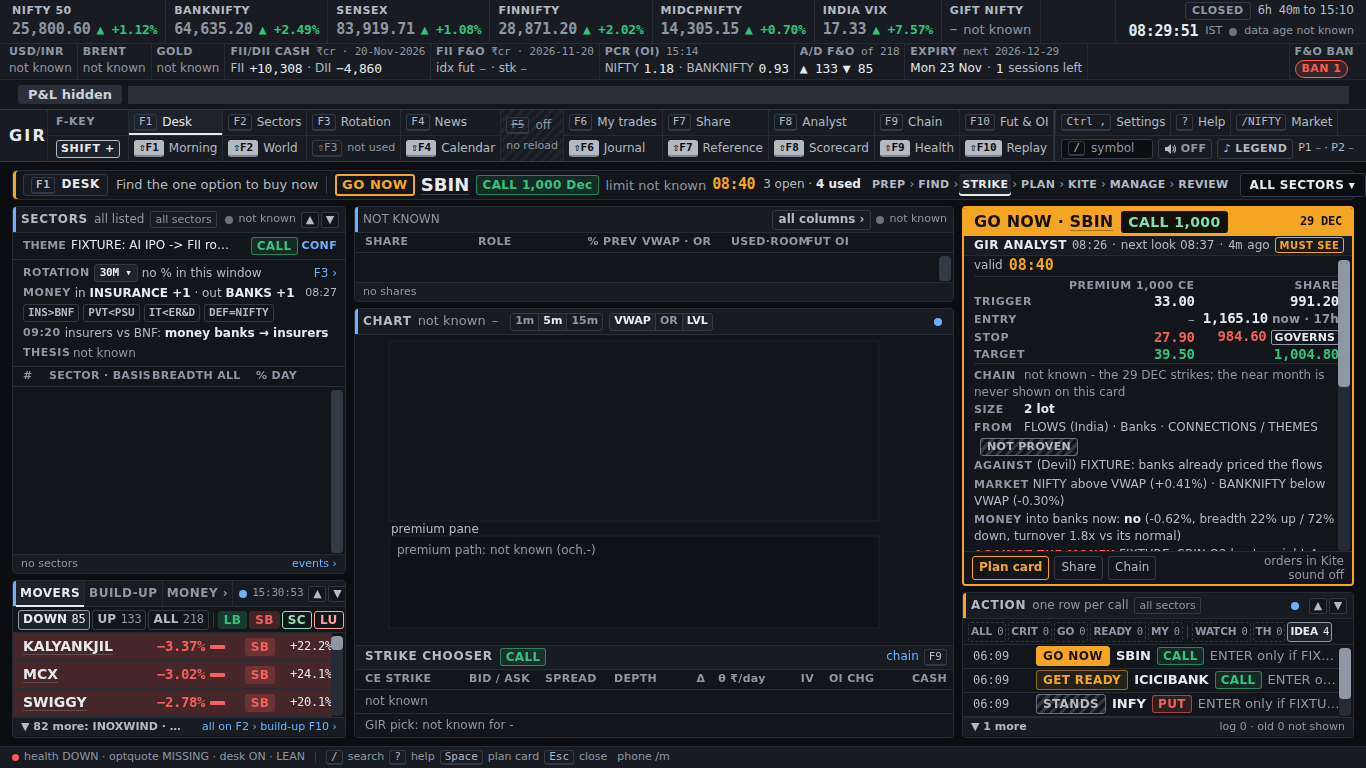 NIFTY 50 BANKNIFTY SENSEX FINNIFTY MIDCPNIFTY INDIA VIX GIFT NIFTY CLOSED 6h 40m to 15:10
25,800.60 ▲ +1.12% 64,635.20 ▲ +2.49% 83,919.71 ▲ +1.08% 28,871.20 ▲ +2.02% 14,305.15 ▲ +0.70% 17.33 ▲ +7.57% – not known 08:29:51 IST data age not known
USD/INR BRENT GOLD FII/DII CASH ₹cr · 20-Nov-2026 FII F&O ₹cr · 2026-11-20 PCR (OI) 15:14 A/D F&O of 218 EXPIRY next 2026-12-29 F&O BAN
not known not known not known FII +10,308 · DII −4,860 idx fut – · stk – NIFTY 1.18 · BANKNIFTY 0.93 ▲ 133 ▼ 85 Mon 23 Nov · 1 sessions left BAN 1
P&L hidden
GIR F-KEY F1 Desk F2 Sectors F3 Rotation F4 News F5 off F6 My trades F7 Share F8 Analyst F9 Chain F10 Fut & OI Ctrl , Settings ? Help /NIFTY Market
SHIFT + ⇧F1 Morning ⇧F2 World ⇧F3 not used ⇧F4 Calendar no reload ⇧F6 Journal ⇧F7 Reference ⇧F8 Scorecard ⇧F9 Health ⇧F10 Replay / symbol OFF ♪ LEGEND P1 – · P2 –
F1 DESK Find the one option to buy now GO NOW SBIN CALL 1,000 Dec limit not known 08:40 3 open · 4 used PREP › FIND › STRIKE › PLAN › KITE › MANAGE › REVIEW ALL SECTORS ▾
SECTORS all listed all sectors not known ▲ ▼
THEME FIXTURE: AI IPO -> FII ro… CALL CONF
ROTATION 30M ▾ no % in this window F3 ›
MONEY in INSURANCE +1 · out BANKS +1 08:27
INS>BNF PVT<PSU IT<ER&D DEF=NIFTY
09:20 insurers vs BNF: money banks → insurers
THESIS not known
# SECTOR · BASIS BREADTH ALL % DAY
no sectors events ›
MOVERS BUILD-UP MONEY › 15:30:53 ▲ ▼
DOWN 85 UP 133 ALL 218 LB SB SC LU
KALYANKJIL −3.37% SB +22.2%
MCX −3.02% SB +24.1%
SWIGGY −2.78% SB +20.1%
▼ 82 more: INOXWIND · … all on F2 › build-up F10 ›
NOT KNOWN all columns › not known
SHARE ROLE % PREV VWAP · OR USED·ROOM FUT OI
no shares
CHART not known – 1m 5m 15m VWAP OR LVL
premium pane
premium path: not known (och.-)
STRIKE CHOOSER CALL chain F9
CE STRIKE BID / ASK SPREAD DEPTH Δ θ ₹/day IV OI CHG CASH
not known
GIR pick: not known for -
GO NOW · SBIN CALL 1,000 29 DEC
GIR ANALYST 08:26 · next look 08:37 · 4m ago MUST SEE
valid 08:40
PREMIUM 1,000 CE SHARE
TRIGGER 33.00 991.20
ENTRY – 1,165.10 now · 17h
STOP 27.90 984.60 GOVERNS
TARGET 39.50 1,004.80
CHAIN not known - the 29 DEC strikes; the near month is
never shown on this card
SIZE 2 lot
FROM FLOWS (India) · Banks · CONNECTIONS / THEMES
NOT PROVEN
AGAINST (Devil) FIXTURE: banks already priced the flows
MARKET NIFTY above VWAP (+0.41%) · BANKNIFTY below
VWAP (-0.30%)
MONEY into banks now: no (-0.62%, breadth 22% up / 72%
down, turnover 1.8x vs its normal)
Plan card Share Chain orders in Kite
sound off
ACTION one row per call all sectors ▲ ▼
ALL 0 CRIT 0 GO 0 READY 0 MY 0 WATCH 0 TH 0 IDEA 4
06:09 GO NOW SBIN CALL ENTER only if FIX…
06:09 GET READY ICICIBANK CALL ENTER o…
06:09 STANDS INFY PUT ENTER only if FIXTU…
▼ 1 more log 0 · old 0 not shown
health DOWN · optquote MISSING · desk ON · LEAN / search ? help Space plan card Esc close phone /m